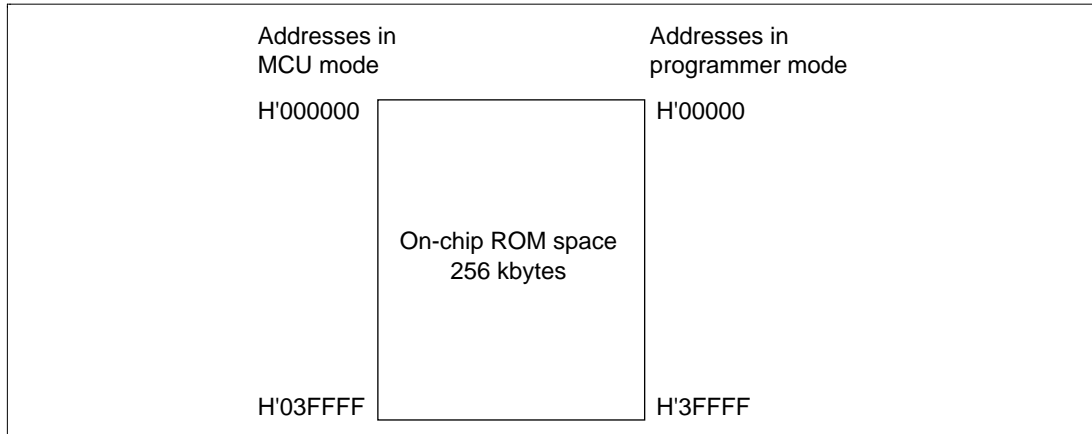 Addresses in
MCU mode
Addresses in
programmer mode
H'000000
H'00000
On-chip ROM space
256 kbytes
H'03FFFF
H'3FFFF